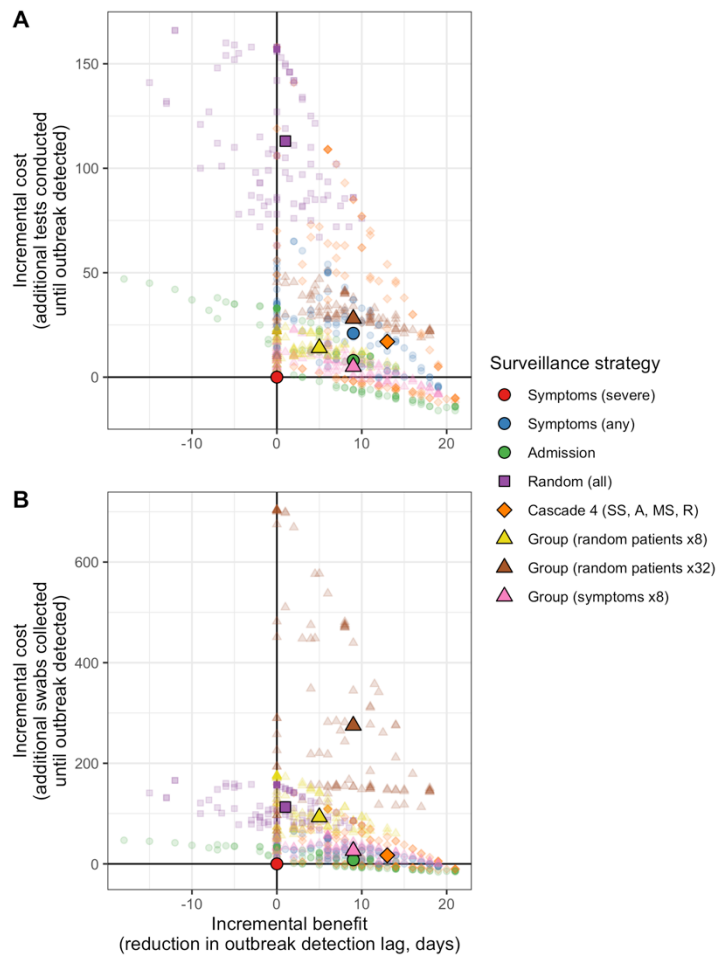 A
Incremental cost
(additional tests conducted
until outbreak detected)
150
100
50
0
-10
0
10
20
Surveillance strategy
Symptoms (severe)
Symptoms (any)
Admission
Random (all)
Cascade 4 (SS, A, MS, R)
Group (random patients x8)
Group (random patients x32)
Group (symptoms x8)
B
Incremental cost
(additional swabs collected
until outbreak detected)
600
400
200
0
-10
0
10
20
Incremental benefit
(reduction in outbreak detection lag, days)